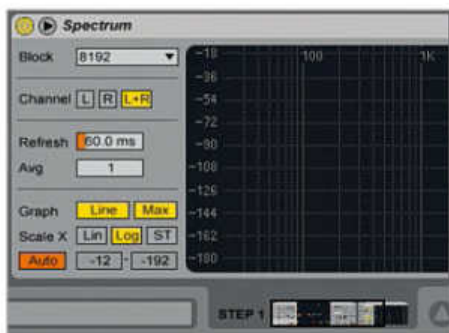 Spectrum
Block 8192
Channel L R L+R
Refresh 60.0 ms
Avg 1
Graph Line Max
Scale X Lin Log ST
Auto -12 - -192
100 1K
-18
-36
-54
-72
-90
-108
-126
-144
-162
-180
STEP 1